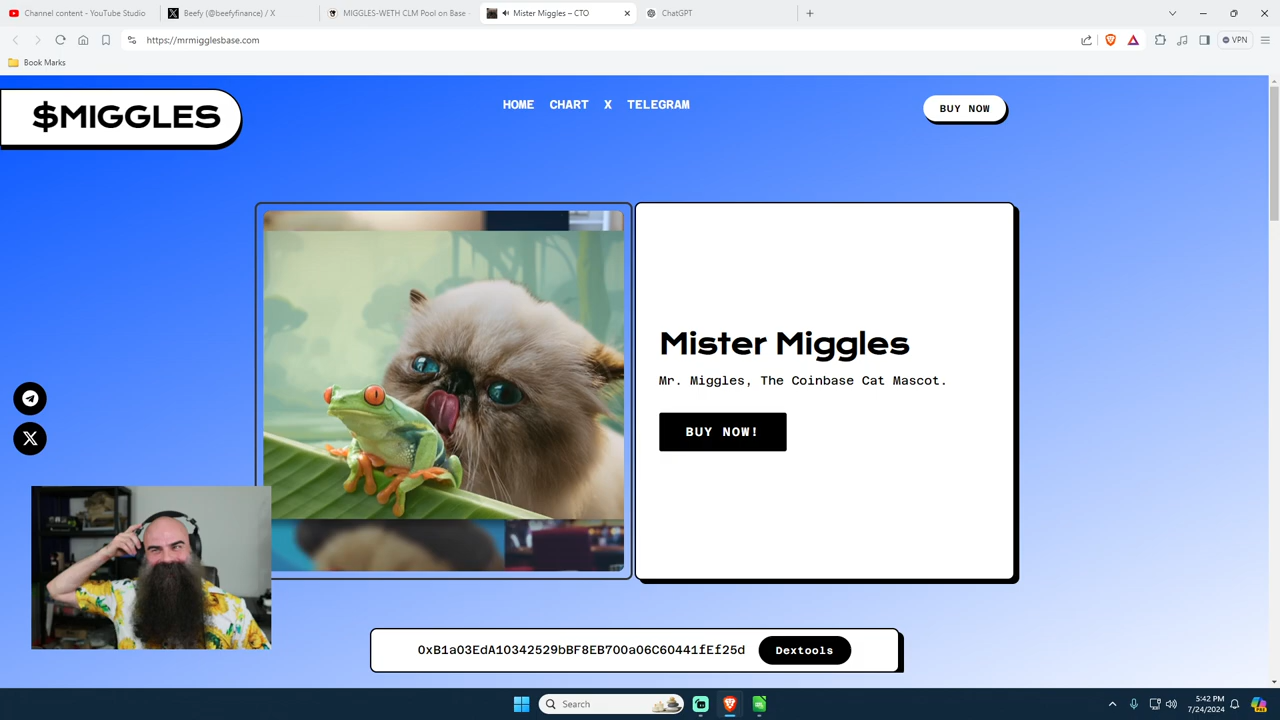 Channel content - YouTube Studio
Beefy (@beefyfinance) / X
MIGGLES-WETH CLM Pool on Base
Mister Miggles – CTO
ChatGPT
https://mrmigglesbase.com
VPN
Book Marks
$MIGGLES
HOME CHART X TELEGRAM
BUY NOW
Mister Miggles
Mr. Miggles, The Coinbase Cat Mascot.
BUY NOW!
0xB1a03EdA10342529bBF8EB700a06C60441fEf25d
Dextools
Search
5:42 PM
7/24/2024